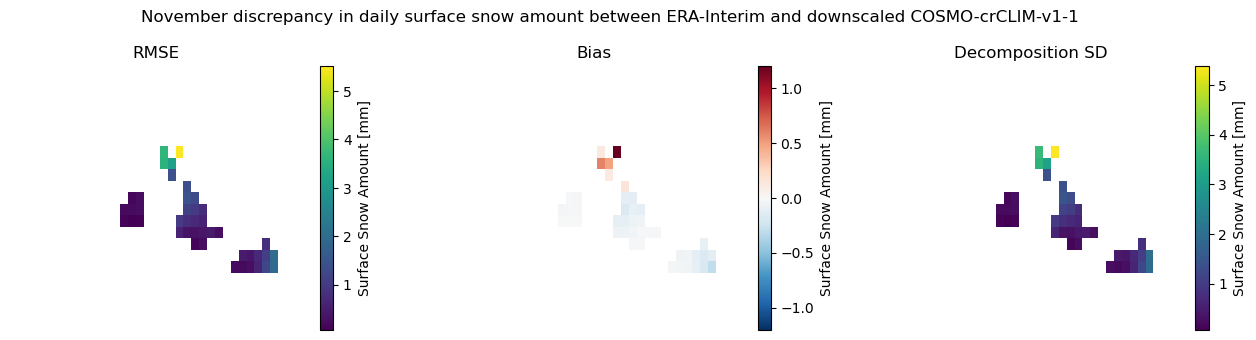 November discrepancy in daily surface snow amount between ERA-Interim and downscaled COSMO-crCLIM-v1-1
RMSE
5
4
3
2
1
Surface Snow Amount [mm]
Bias
1.0
0.5
0.0
−0.5
−1.0
Surface Snow Amount [mm]
Decomposition SD
5
4
3
2
1
Surface Snow Amount [mm]